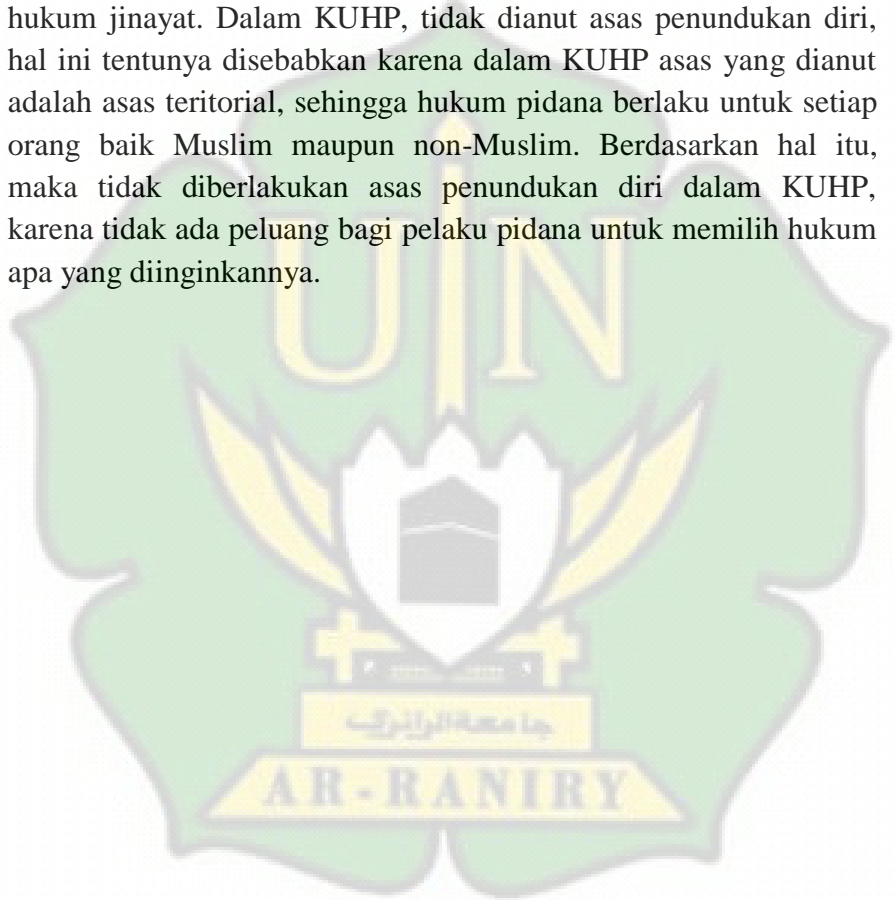 hukum jinayat. Dalam KUHP, tidak dianut asas penundukan diri,
hal ini tentunya disebabkan karena dalam KUHP asas yang dianut
adalah asas teritorial, sehingga hukum pidana berlaku untuk setiap
orang baik Muslim maupun non-Muslim. Berdasarkan hal itu,
maka tidak diberlakukan asas penundukan diri dalam KUHP,
karena tidak ada peluang bagi pelaku pidana untuk memilih hukum
apa yang diinginkannya.
UIN
جامعة الرانري
AR-RANIRY